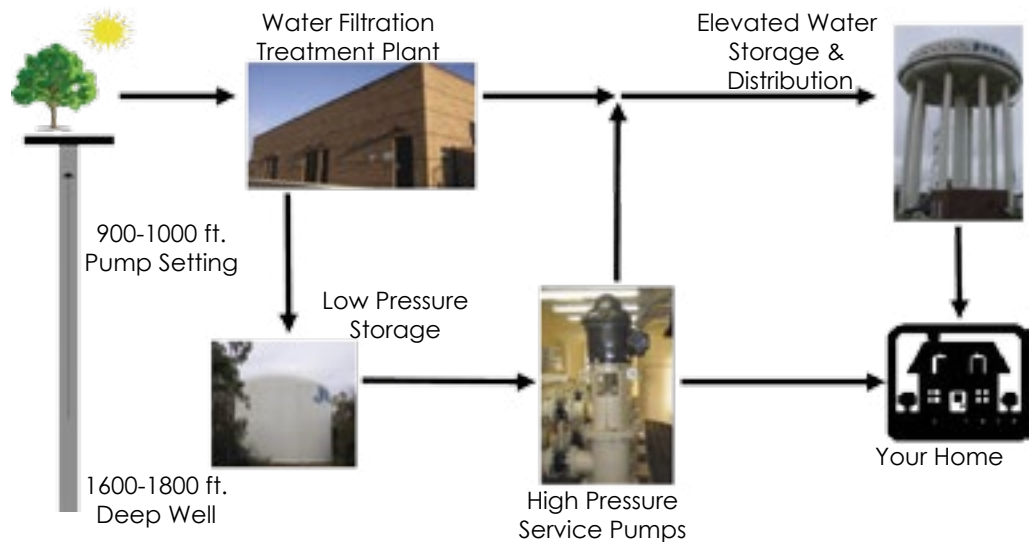 Water Filtration
Treatment Plant
Elevated Water
Storage &
Distribution
900-1000 ft.
Pump Setting
Low Pressure
Storage
1600-1800 ft.
Deep Well
High Pressure
Service Pumps
Your Home